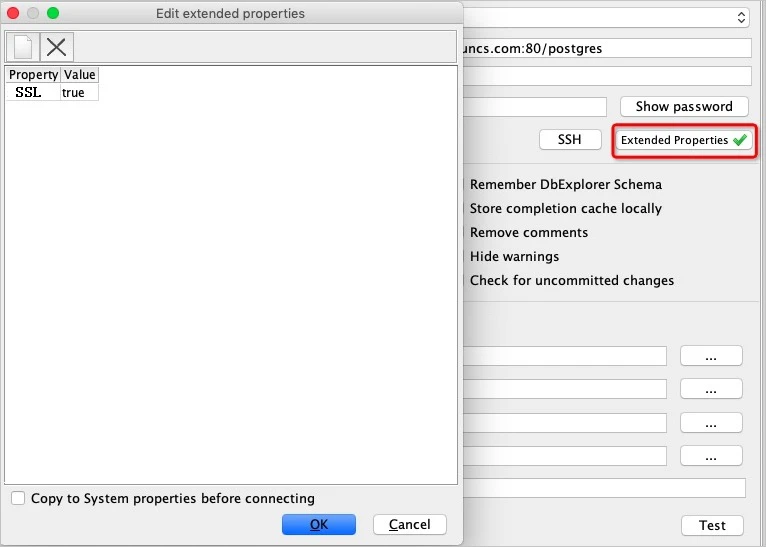 Edit extended properties
Property Value
SSL true
Copy to System properties before connecting
OK Cancel
uncs.com:80/postgres
Show password
SSH Extended Properties
Remember DbExplorer Schema
Store completion cache locally
Remove comments
Hide warnings
Check for uncommitted changes
...
...
...
...
Test